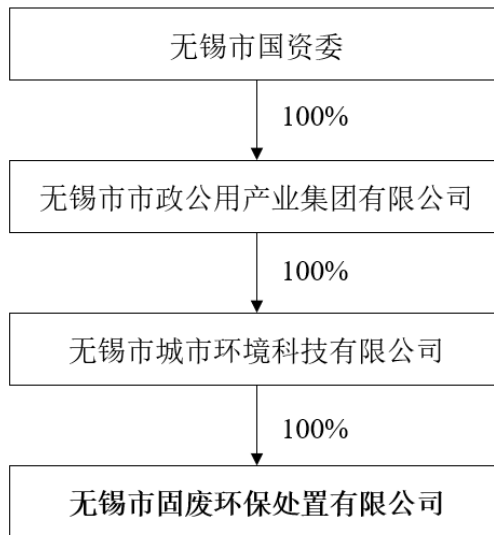 无锡市国资委
100%
无锡市市政公用产业集团有限公司
100%
无锡市城市环境科技有限公司
100%
无锡市固废环保处置有限公司